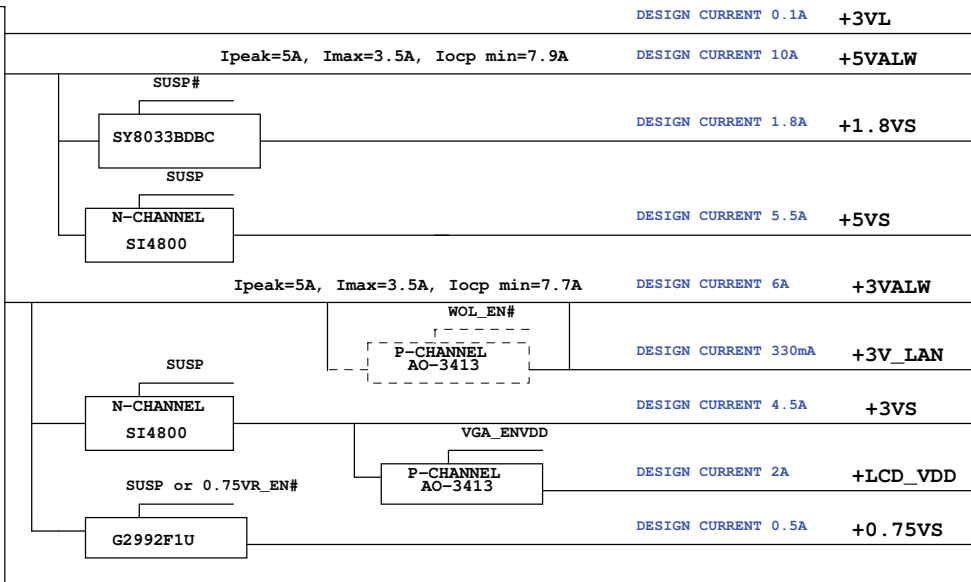 DESIGN CURRENT 0.1A +3VL
Ipeak=5A, Imax=3.5A, Iocp min=7.9A DESIGN CURRENT 10A +5VALW
SUSP#
SY8033BDBC DESIGN CURRENT 1.8A +1.8VS
SUSP
N-CHANNEL
SI4800
DESIGN CURRENT 5.5A +5VS
Ipeak=5A, Imax=3.5A, Iocp min=7.7A DESIGN CURRENT 6A +3VALW
WOL_EN#
P-CHANNEL
AO-3413
DESIGN CURRENT 330mA +3V_LAN
SUSP
N-CHANNEL
SI4800
DESIGN CURRENT 4.5A +3VS
VGA_ENVDD
P-CHANNEL
AO-3413
DESIGN CURRENT 2A +LCD_VDD
SUSP or 0.75VR_EN#
G2992F1U DESIGN CURRENT 0.5A +0.75VS